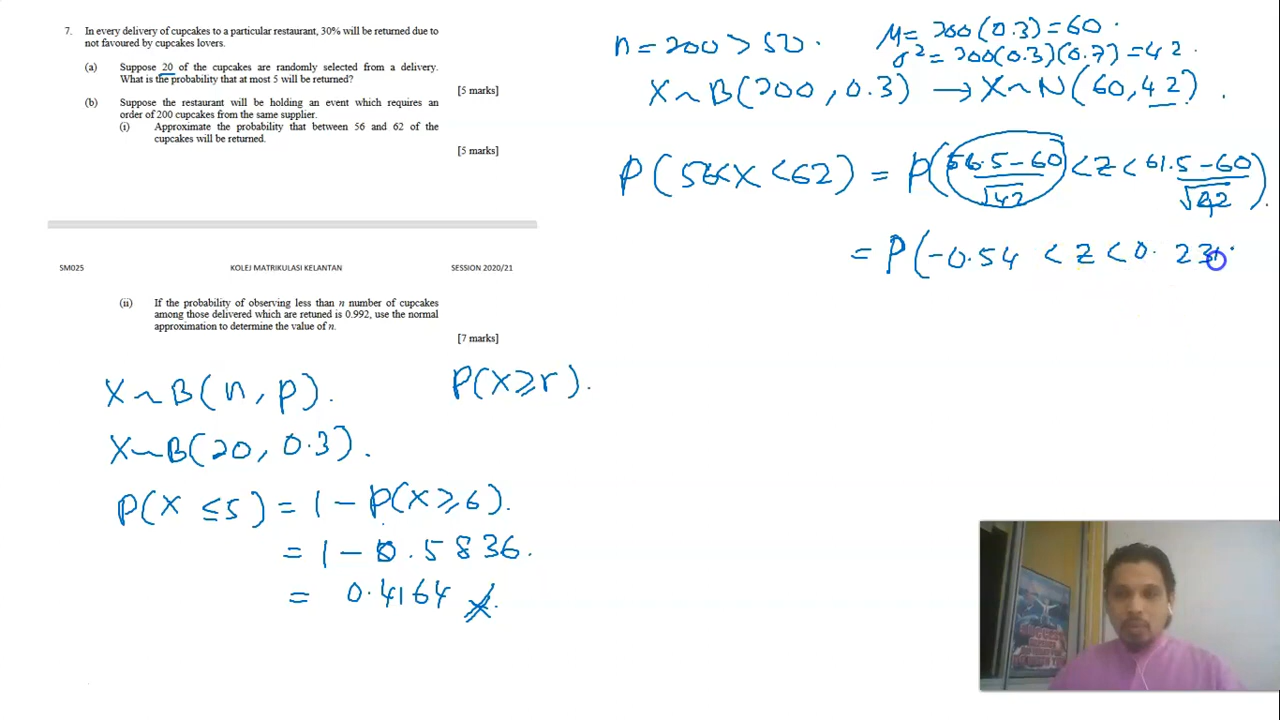 7. In every delivery of cupcakes to a particular restaurant, 30% will be returned due to
not favoured by cupcakes lovers.
(a) Suppose 20 of the cupcakes are randomly selected from a delivery.
What is the probability that at most 5 will be returned?
[5 marks]
(b) Suppose the restaurant will be holding an event which requires an
order of 200 cupcakes from the same supplier.
(i) Approximate the probability that between 56 and 62 of the
cupcakes will be returned.
[5 marks]
SM025 KOLEJ MATRIKULASI KELANTAN SESSION 2020/21
(ii) If the probability of observing less than n number of cupcakes
among those delivered which are retuned is 0.992, use the normal
approximation to determine the value of n.
[7 marks]
X~B(n, p). P(X≥r).
X~B(20, 0.3).
P(X ≤5) = 1 – P(X≥6).
= 1 – 0.5836.
= 0.4164
n = 200 > 50.
μ = 200(0.3) = 60.
σ² = 200(0.3)(0.7) = 42.
X~B(200, 0.3) → X~N(60, 42).
P(56<X<62) = P(56.5–60/√42 < Z < 61.5–60/√42).
= P(–0.54 < Z < 0.23